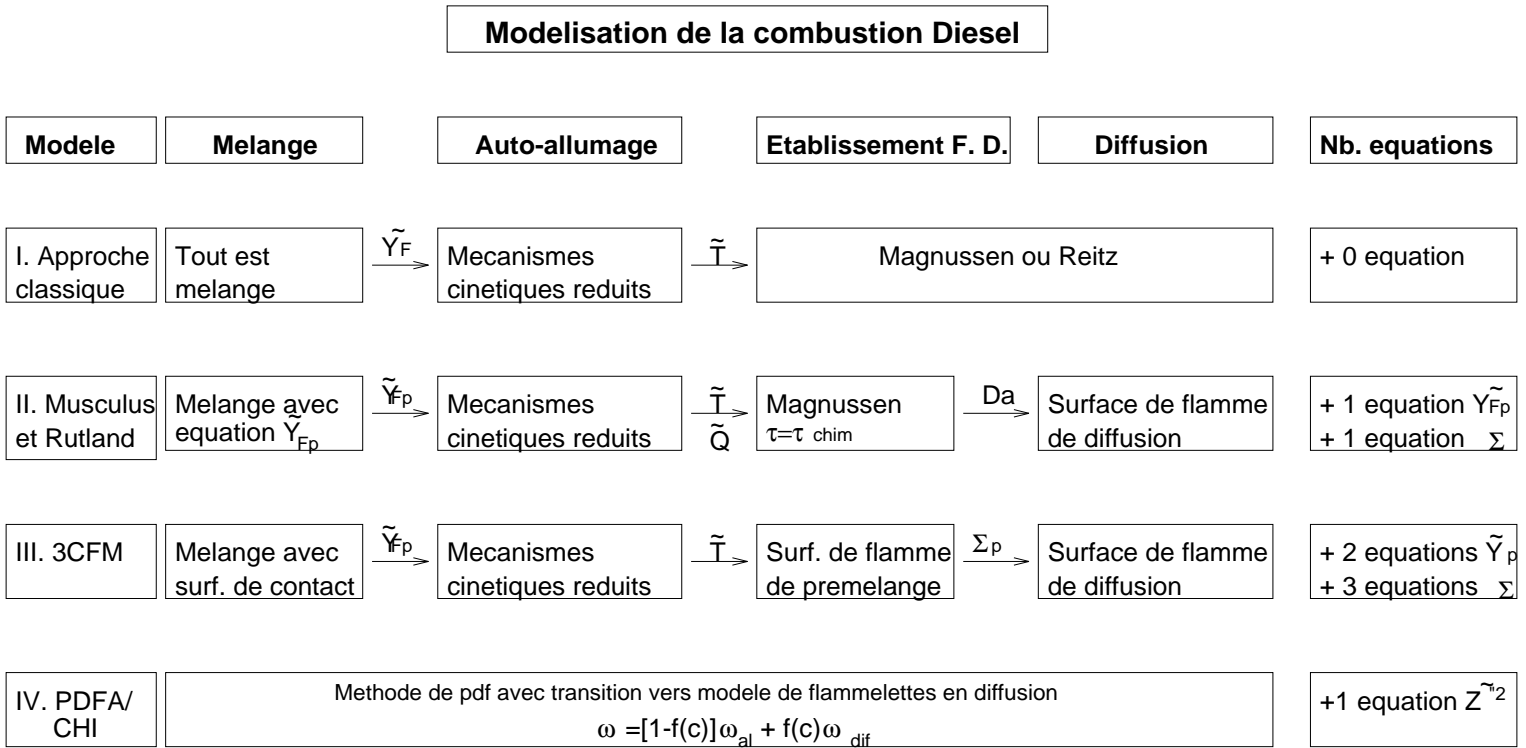 Modelisation de la combustion Diesel
Modele
Melange
Auto-allumage
Etablissement F. D.
Diffusion
Nb. equations
I. Approche
classique
Tout est
melange
ỸF
Mecanismes
cinetiques reduits
T̃
Magnussen ou Reitz
+ 0 equation
II. Musculus
et Rutland
Melange avec
equation Ỹ_Fp
Ỹ_Fp
Mecanismes
cinetiques reduits
T̃
Q̃
Magnussen
τ=τ chim
Da
Surface de flamme
de diffusion
+ 1 equation Ỹ_Fp
+ 1 equation Σ
III. 3CFM
Melange avec
surf. de contact
Ỹ_Fp
Mecanismes
cinetiques reduits
T̃
Surf. de flamme
de premelange
Σp
Surface de flamme
de diffusion
+ 2 equations Ỹ p
+ 3 equations Σ
IV. PDFA/
CHI
Methode de pdf avec transition vers modele de flammelettes en diffusion
ω =[1-f(c)]ω_al + f(c)ω_dif
+1 equation Z̃"2